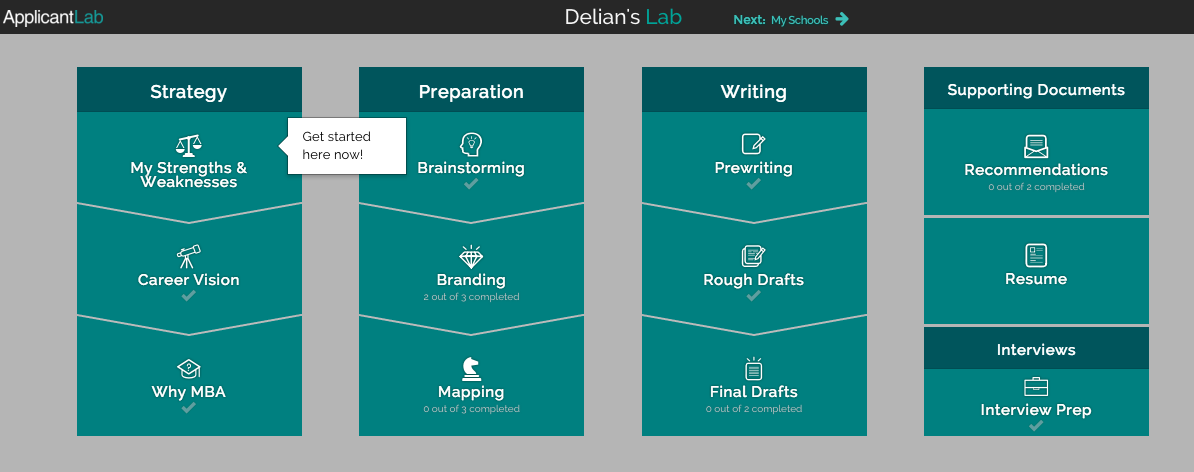 ApplicantLab
Delian's Lab
Next: My Schools
Strategy
Get started
here now!
My Strengths &
Weaknesses
Career Vision
Why MBA
Preparation
Brainstorming
Branding
2 out of 3 completed
Mapping
0 out of 3 completed
Writing
Prewriting
Rough Drafts
Final Drafts
0 out of 2 completed
Supporting Documents
Recommendations
0 out of 2 completed
Resume
Interviews
Interview Prep